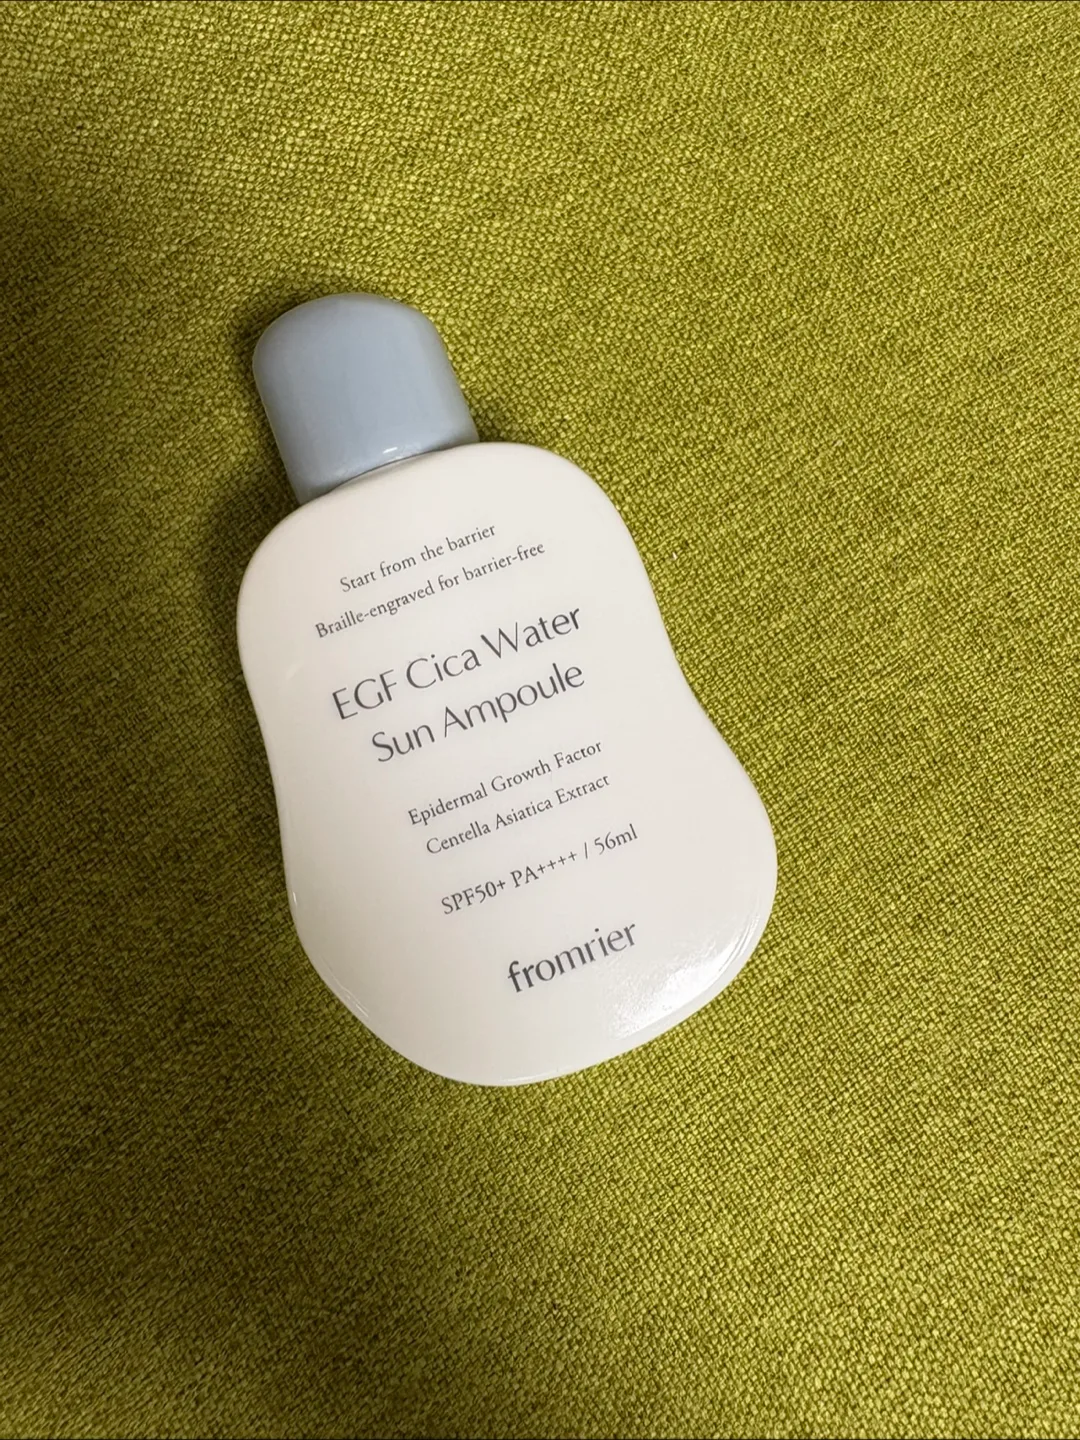 Start from the barrier
Braille-engraved for barrier-free
EGF Cica Water
Sun Ampoule
Epidermal Growth Factor
Centella Asiatica Extract
SPF50+ PA++++ / 56ml
fromrier